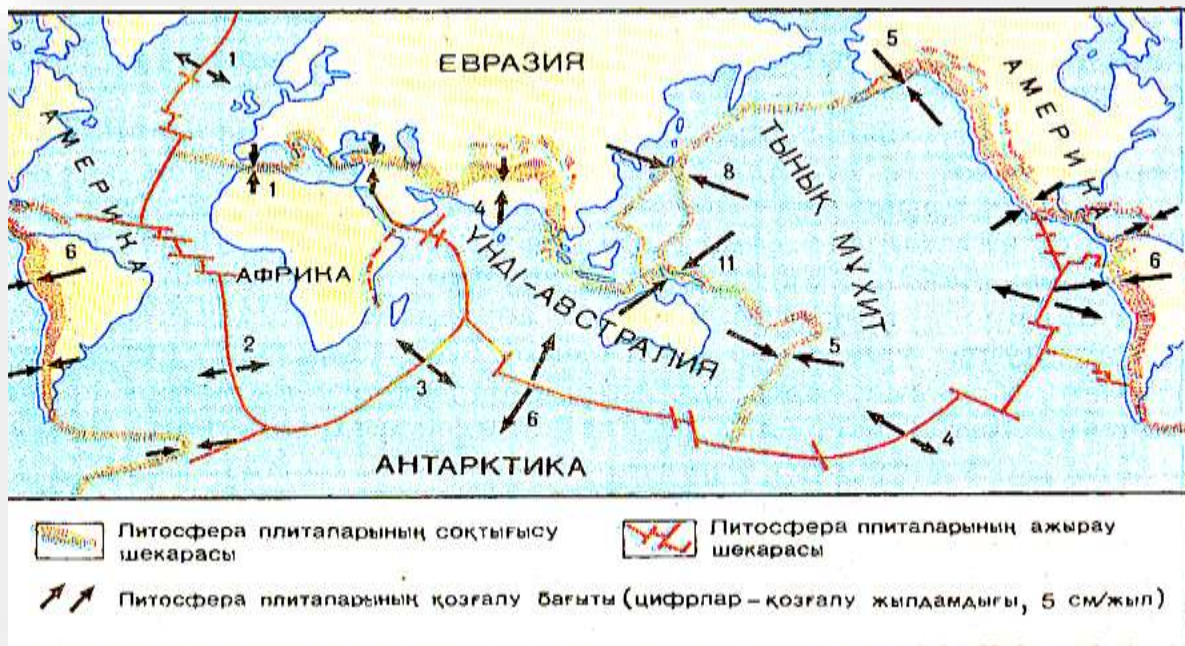 1
ЕВРАЗИЯ
5
АМЕРИКА
АМЕРИКА
ТЫНЫК МҰХИТ
1
4
8
6
АФРИКА
ҮНДІ-АВСТРАЛИЯ
11
6
2
3
6
5
4
АНТАРКТИКА
Литосфера плиталарының соқтығысу
шекарасы
Литосфера плиталарының ажырау
шекарасы
Литосфера плиталарының қозғалу бағыты (цифрлар – қозғалу жылдамдығы, 5 см/жыл)